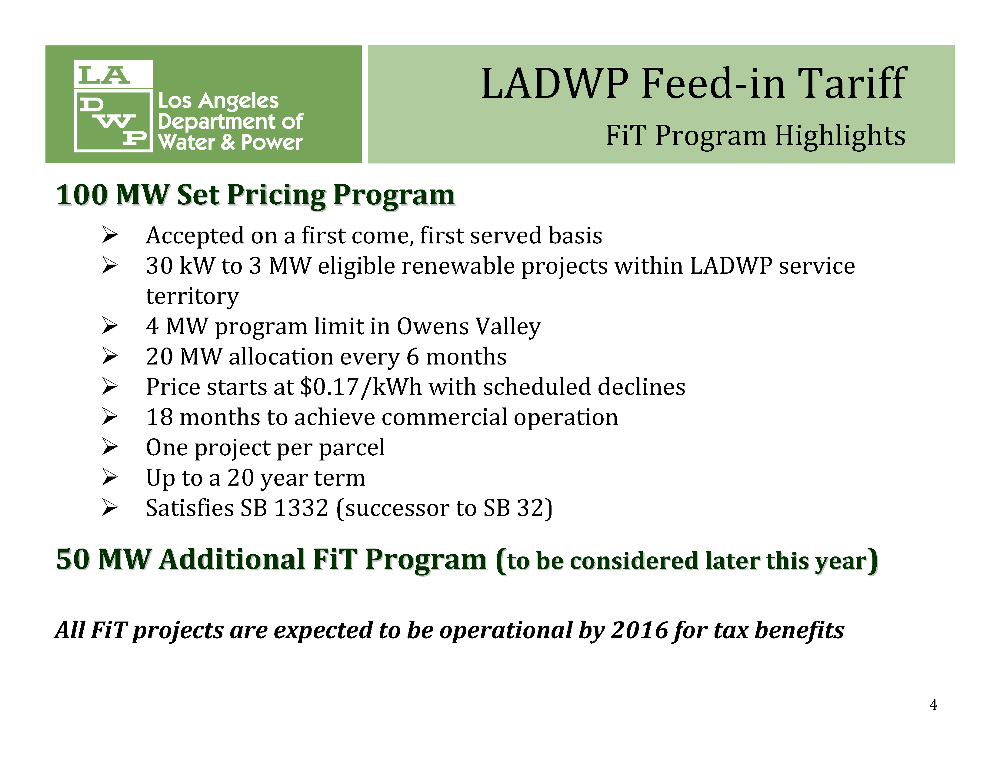 LA
D
W
P
Los Angeles
Department of
Water & Power
LADWP Feed-in Tariff
FiT Program Highlights
100 MW Set Pricing Program
➢ Accepted on a first come, first served basis
➢ 30 kW to 3 MW eligible renewable projects within LADWP service
territory
➢ 4 MW program limit in Owens Valley
➢ 20 MW allocation every 6 months
➢ Price starts at $0.17/kWh with scheduled declines
➢ 18 months to achieve commercial operation
➢ One project per parcel
➢ Up to a 20 year term
➢ Satisfies SB 1332 (successor to SB 32)
50 MW Additional FiT Program (to be considered later this year)
All FiT projects are expected to be operational by 2016 for tax benefits
4